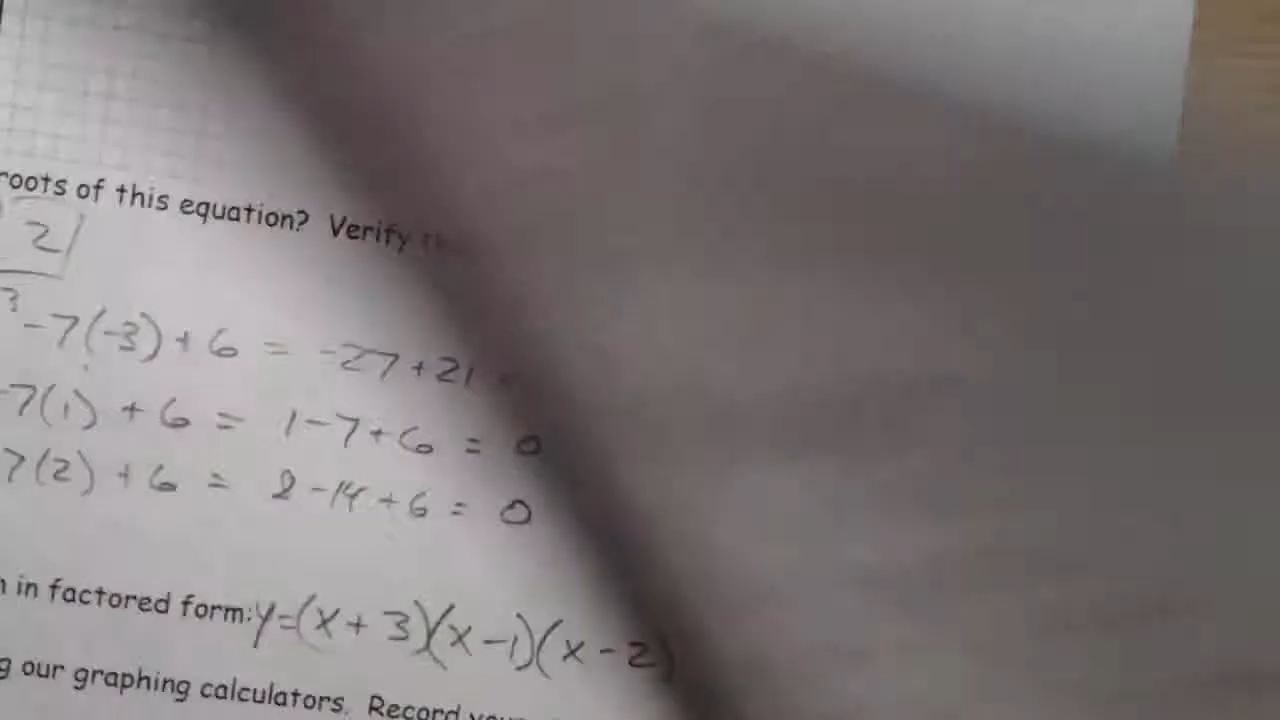 roots of this equation? Verify
2
3 -7(-3) + 6 = -27 + 21
-7(1) + 6 = 1 - 7 + 6 = 0
7(2) + 6 = 8 - 14 + 6 = 0
in factored form: y=(x + 3)(x - 1)(x - 2)
g our graphing calculators. Record